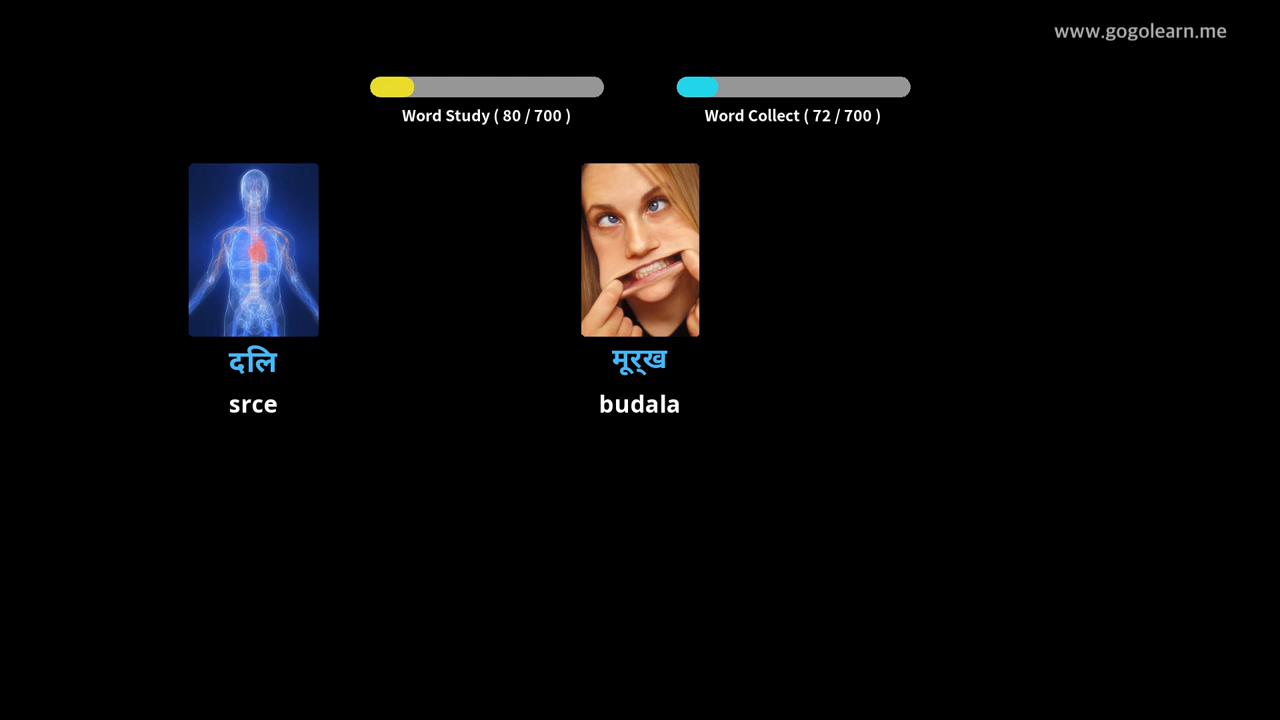 www.gogolearn.me
Word Study ( 80 / 700 )
Word Collect ( 72 / 700 )
दलि
मूर्‌ख
srce
budala